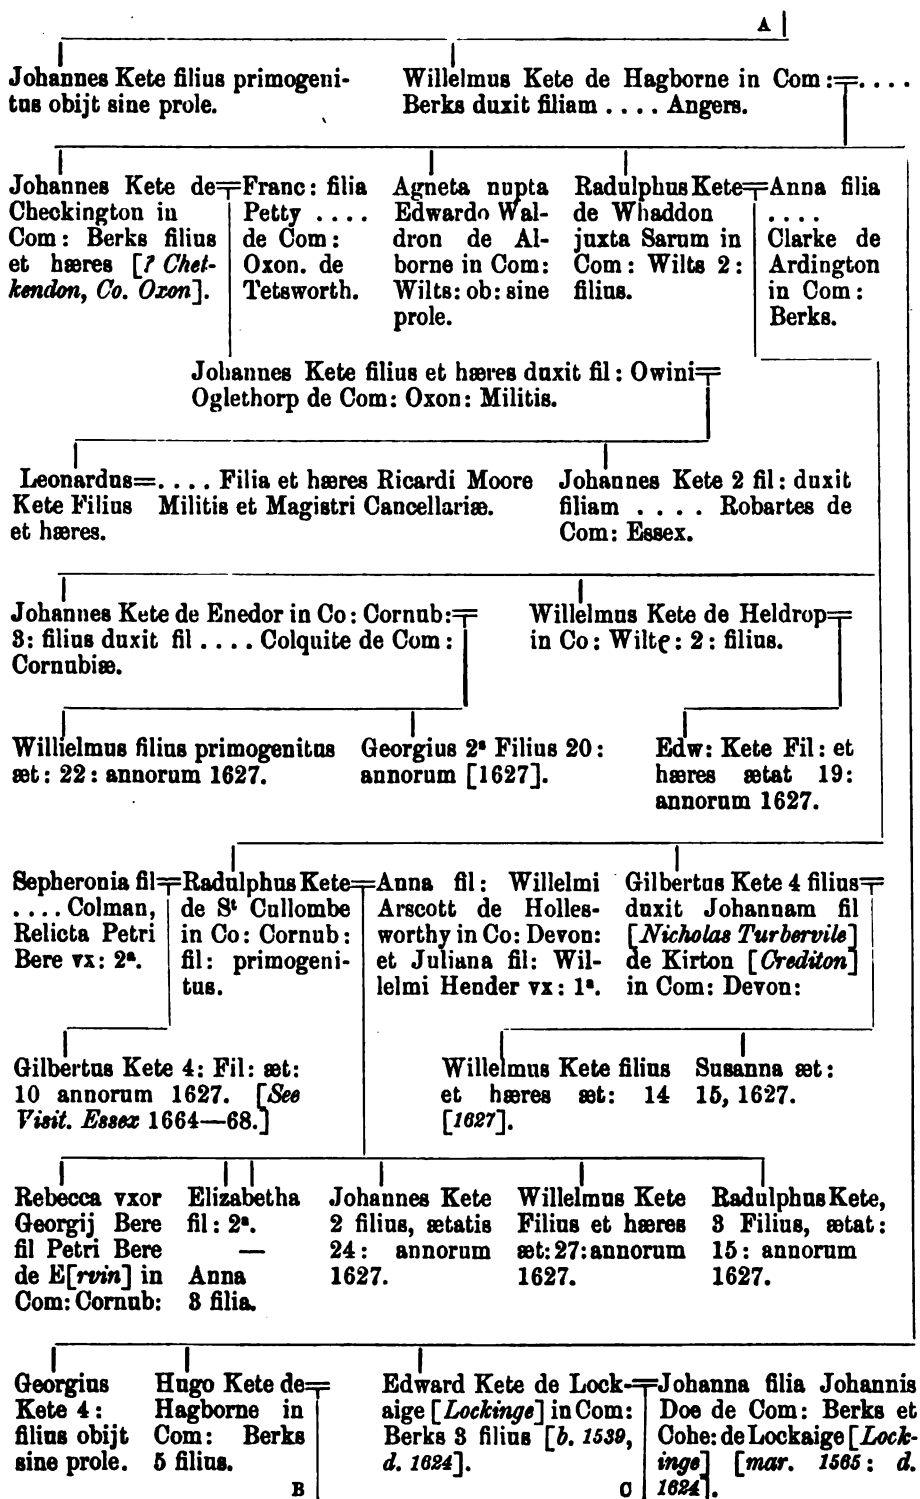 A
Johannes Kete filius primogeni-
tus obijt sine prole.
Willelmus Kete de Hagborne in Com:=....
Berks duxit filiam .... Angers.
Johannes Kete de=
Checkington in
Com: Berks filius
et hæres [? Chet-
kendon, Co. Oxon].
Franc: filia
Petty ....
de Com:
Oxon. de
Tetsworth.
Agneta nupta
Edwardo Wal-
dron de Al-
borne in Com:
Wilts: ob: sine
prole.
Radulphus Kete=
de Whaddon
juxta Sarum in
Com: Wilts 2:
filius.
Anna filia
....
Clarke de
Ardington
in Com:
Berks.
Johannes Kete filius et hæres duxit fil: Owini=
Oglethorp de Com: Oxon: Militis.
Leonardus=
Kete Filius
et hæres.
.... Filia et hæres Ricardi Moore
Militis et Magistri Cancellariæ.
Johannes Kete 2 fil: duxit
filiam .... Robartes de
Com: Essex.
Johannes Kete de Enedor in Co: Cornub:=
3: filius duxit fil .... Colquite de Com:
Cornubiæ.
Willelmus Kete de Heldrop=
in Co: Wiltę: 2: filius.
Willielmus filius primogenitus
æt: 22: annorum 1627.
Georgius 2ª Filius 20:
annorum [1627].
Edw: Kete Fil: et
hæres ætat 19:
annorum 1627.
Sepheronia fil=
.... Colman,
Relicta Petri
Bere vx: 2ª.
Radulphus Kete=
de Sᵗ Cullombe
in Co: Cornub:
fil: primogeni-
tus.
Anna fil: Willelmi
Arscott de Holles-
worthy in Co: Devon:
et Juliana fil: Wil-
lelmi Hender vx: 1ª.
Gilbertus Kete 4 filius=
duxit Johannam fil
[Nicholas Turbervile]
de Kirton [Crediton]
in Com: Devon:
Gilbertus Kete 4: Fil: æt:
10 annorum 1627. [See
Visit. Essex 1664—68.]
Willelmus Kete filius
et hæres æt: 14
[1627].
Susanna æt:
15, 1627.
Rebecca vxor
Georgij Bere
fil Petri Bere
de E[rvin] in
Com: Cornub:
Elizabetha
fil: 2ª.
—
Anna
3 filia.
Johannes Kete
2 filius, ætatis
24: annorum
1627.
Willelmus Kete
Filius et hæres
æt: 27: annorum
1627.
Radulphus Kete,
3 Filius, ætat:
15: annorum
1627.
Georgius
Kete 4:
filius obijt
sine prole.
Hugo Kete de=
Hagborne in
Com: Berks
5 filius.
B
Edward Kete de Lock-=
aige [Lockinge] in Com:
Berks 3 filius [b. 1539,
d. 1624].
C
Johanna filia Johannis
Doe de Com: Berks et
Cohe: de Lockaige [Lock-
inge] [mar. 1565: d.
1624].